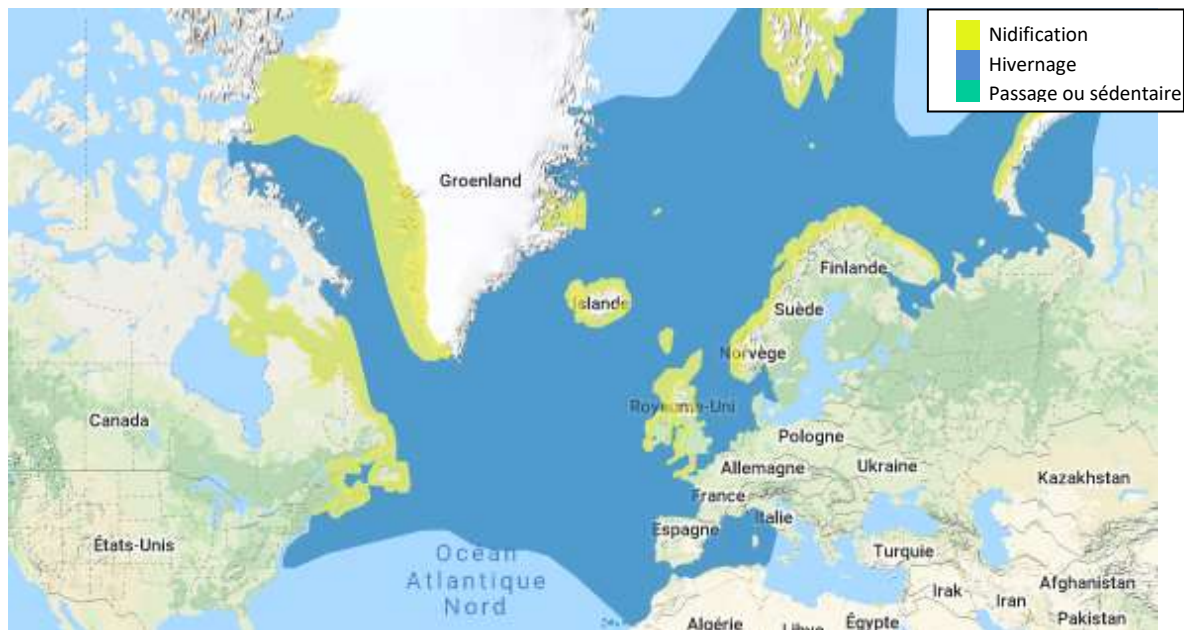 Nidification
Hivernage
Passage ou sédentaire
Groenland
Finlande
Islande
Suède
Norvège
Canada
Royaume-Uni
Pologne
Allemagne
Ukraine
Kazakhstan
France
Italie
Espagne
États-Unis
Océan
Atlantique
Nord
Turquie
Irak
Iran
Afghanistan
Pakistan
Algérie
Libye
Égypte